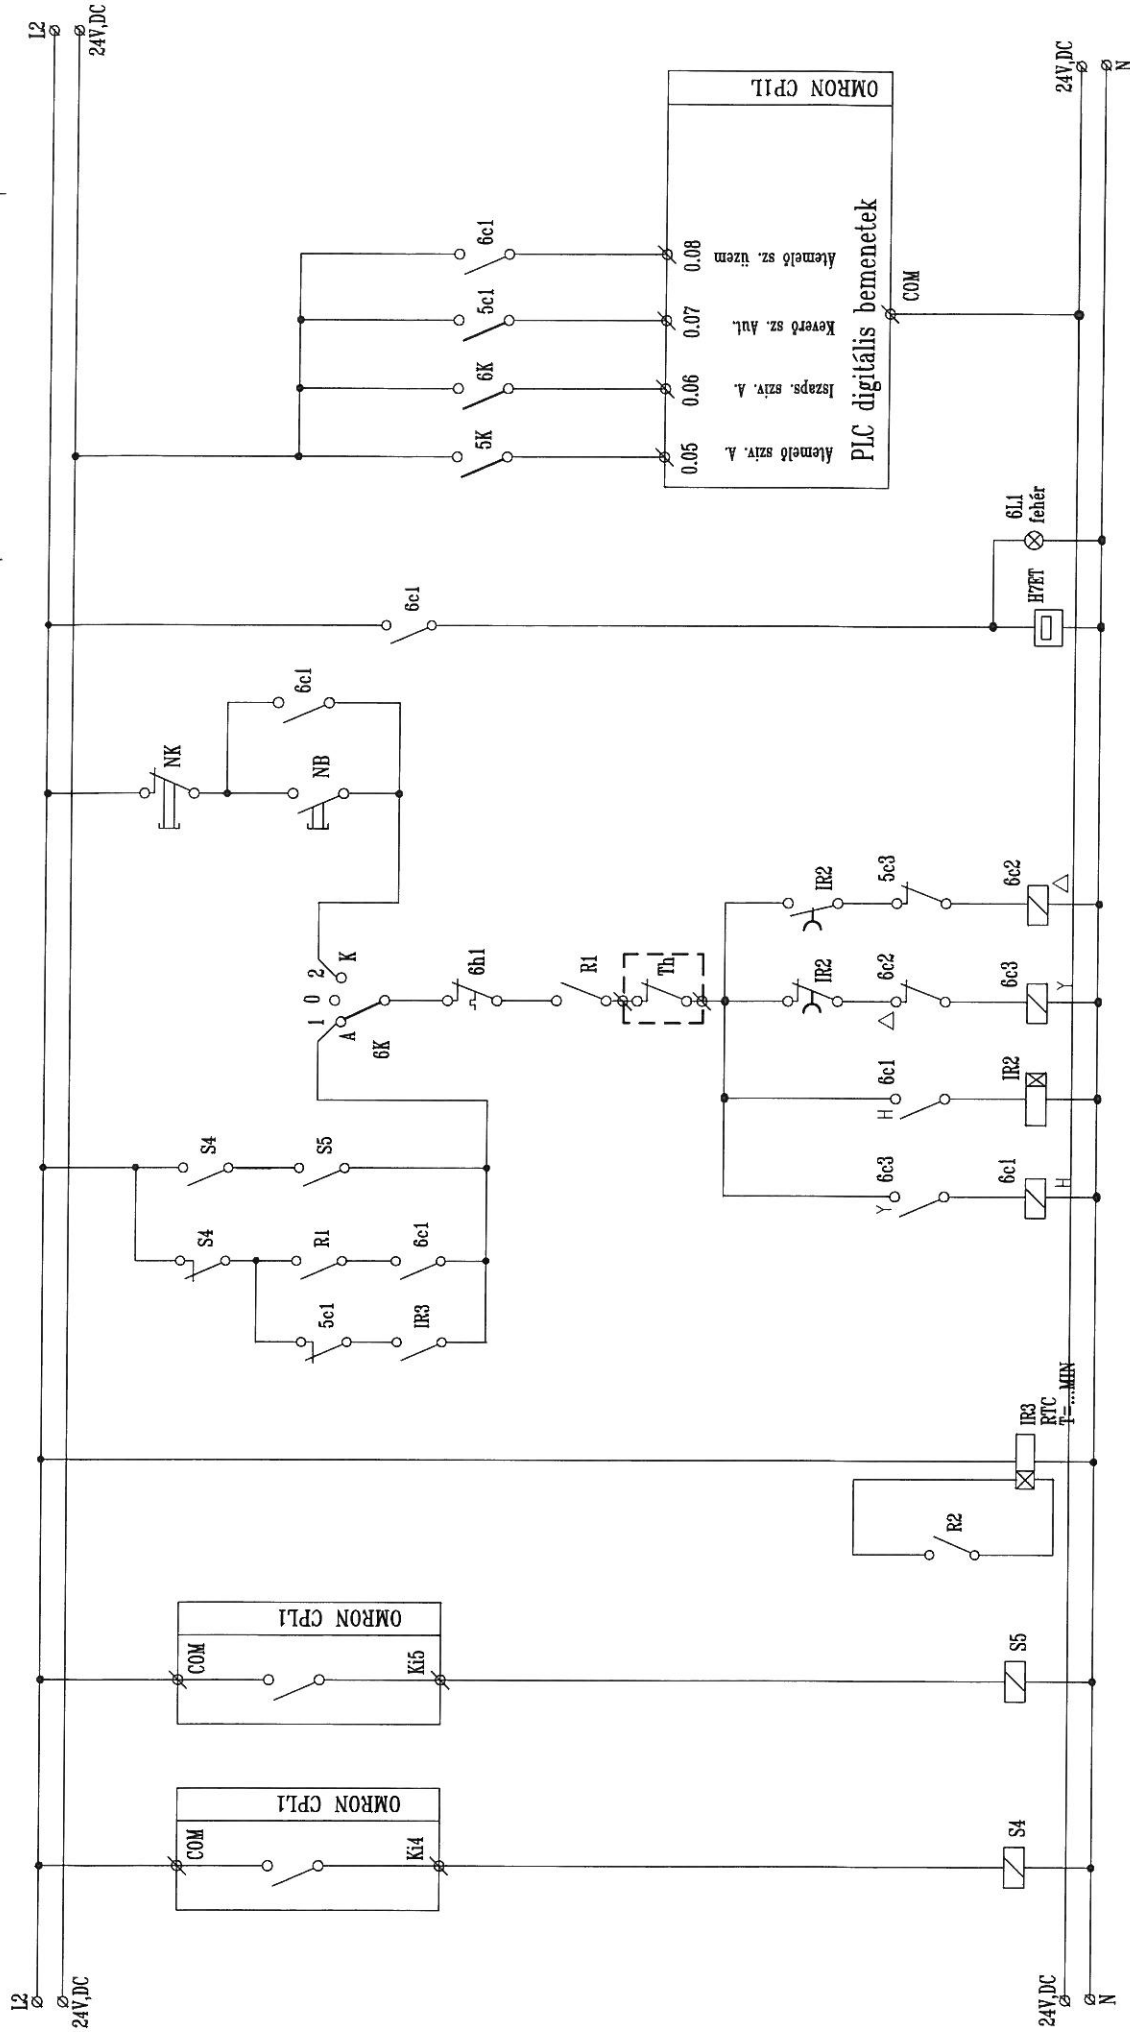 L2
24V,DC
OMRON CPL1
COM
Ki4
S4
OMRON CPL1
COM
Ki5
S5
R2
IR3
RTC
T=...MIN
5c1
IR3
S4
R1
6c1
S4
S5
1 0 2
A
K
6K
6h1
R1
Th
Y
6c3
6c1
H
H
6c1
IR2
IR2
△
6c2
6c3
Y
IR2
5c3
6c2
△
NK
NB
6c1
6c1
H7ET
6L1
fehér
5K
6K
5c1
6c1
0.05
0.06
0.07
0.08
Átemelő sziv. A.
Iszaps. sziv. A.
Keverő sz. Aut.
Átemelő sz. üzem
PLC digitális bemenetek
OMRON CP1L
COM
L2
24V,DC
24V,DC
N
24V,DC
N